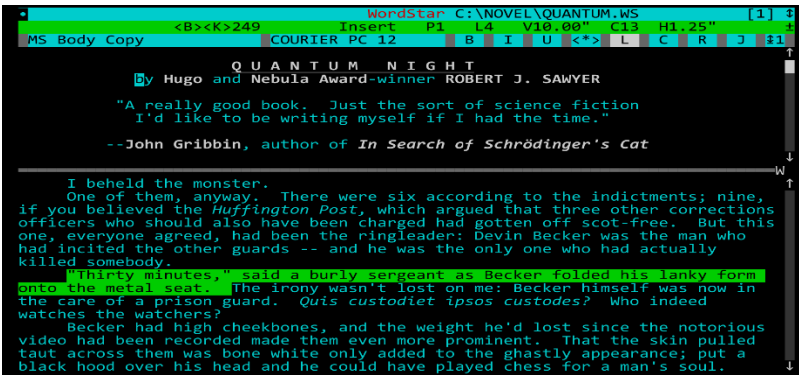 WordStar C:\NOVEL\QUANTUM.WS [1] ↕
<B><K>249 Insert P1 L4 V10.00" C13 H1.25" ±
MS Body Copy COURIER PC 12 B I U <*> L C R J ‡1
Q U A N T U M   N I G H T
by Hugo and Nebula Award-winner ROBERT J. SAWYER
"A really good book.  Just the sort of science fiction
I'd like to be writing myself if I had the time."
--John Gribbin, author of In Search of Schrödinger's Cat
W
I beheld the monster.
One of them, anyway.  There were six according to the indictments; nine,
if you believed the Huffington Post, which argued that three other corrections
officers who should also have been charged had gotten off scot-free.  But this
one, everyone agreed, had been the ringleader: Devin Becker was the man who
had incited the other guards -- and he was the only one who had actually
killed somebody.
"Thirty minutes," said a burly sergeant as Becker folded his lanky form
onto the metal seat.  The irony wasn't lost on me: Becker himself was now in
the care of a prison guard.  Quis custodiet ipsos custodes?  Who indeed
watches the watchers?
Becker had high cheekbones, and the weight he'd lost since the notorious
video had been recorded made them even more prominent.  That the skin pulled
taut across them was bone white only added to the ghastly appearance; put a
black hood over his head and he could have played chess for a man's soul.